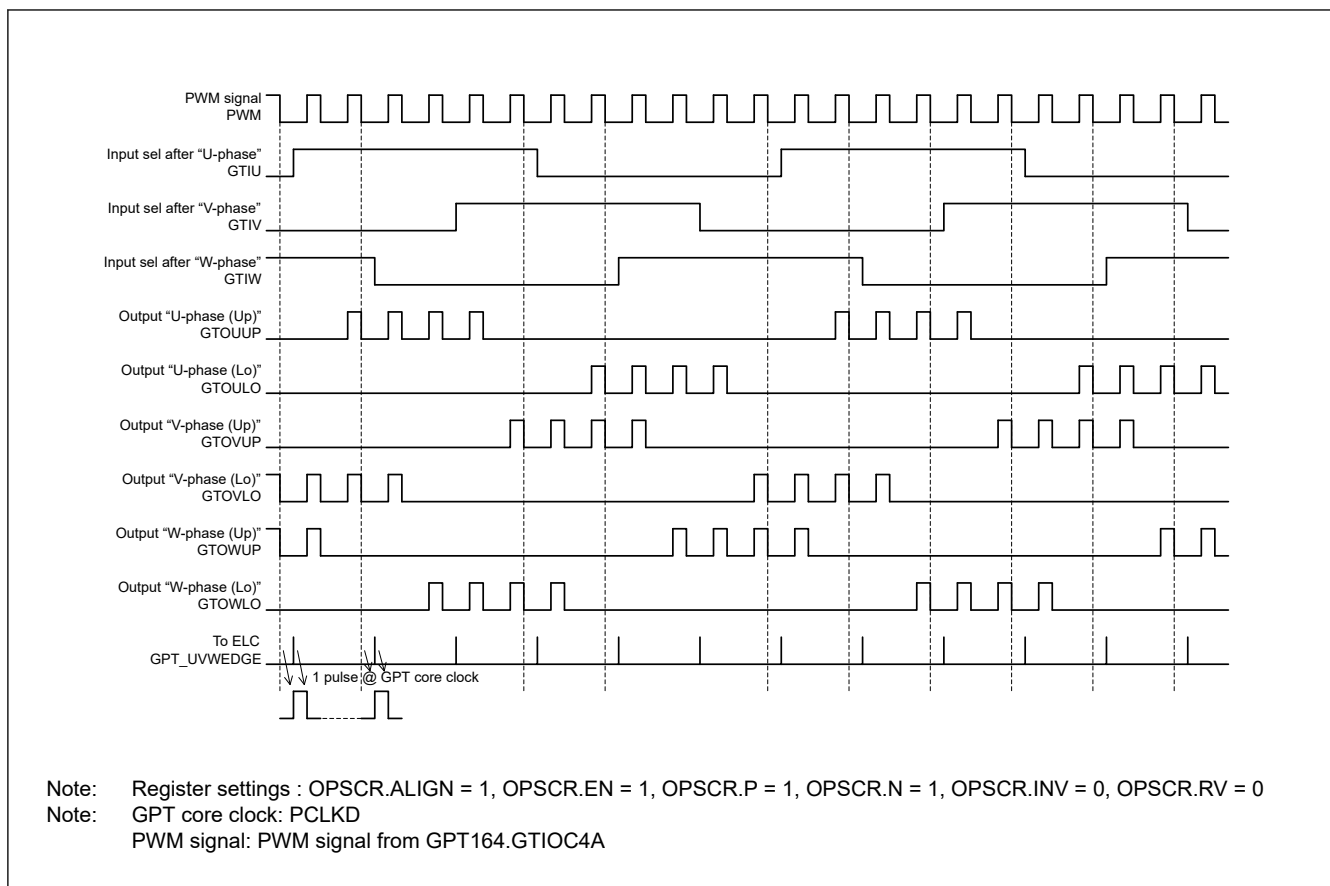 PWM signal
PWM
Input sel after “U-phase”
GTIU
Input sel after “V-phase”
GTIV
Input sel after “W-phase”
GTIW
Output “U-phase (Up)”
GTOUUP
Output “U-phase (Lo)”
GTOULO
Output “V-phase (Up)”
GTOVUP
Output “V-phase (Lo)”
GTOVLO
Output “W-phase (Up)”
GTOWUP
Output “W-phase (Lo)”
GTOWLO
To ELC
GPT_UVWEDGE
1 pulse @ GPT core clock
Note: Register settings : OPSCR.ALIGN = 1, OPSCR.EN = 1, OPSCR.P = 1, OPSCR.N = 1, OPSCR.INV = 0, OPSCR.RV = 0
Note: GPT core clock: PCLKD
PWM signal: PWM signal from GPT164.GTIOC4A